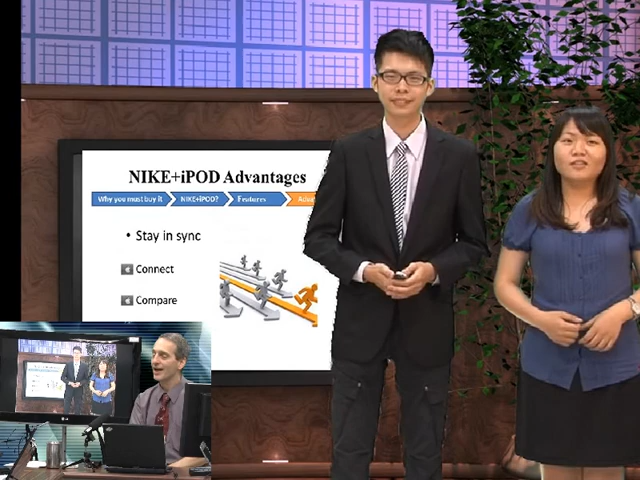 NIKE+iPOD Advantages
Why you must buy it NIKE+iPOD? Features
• Stay in sync
Connect
Compare